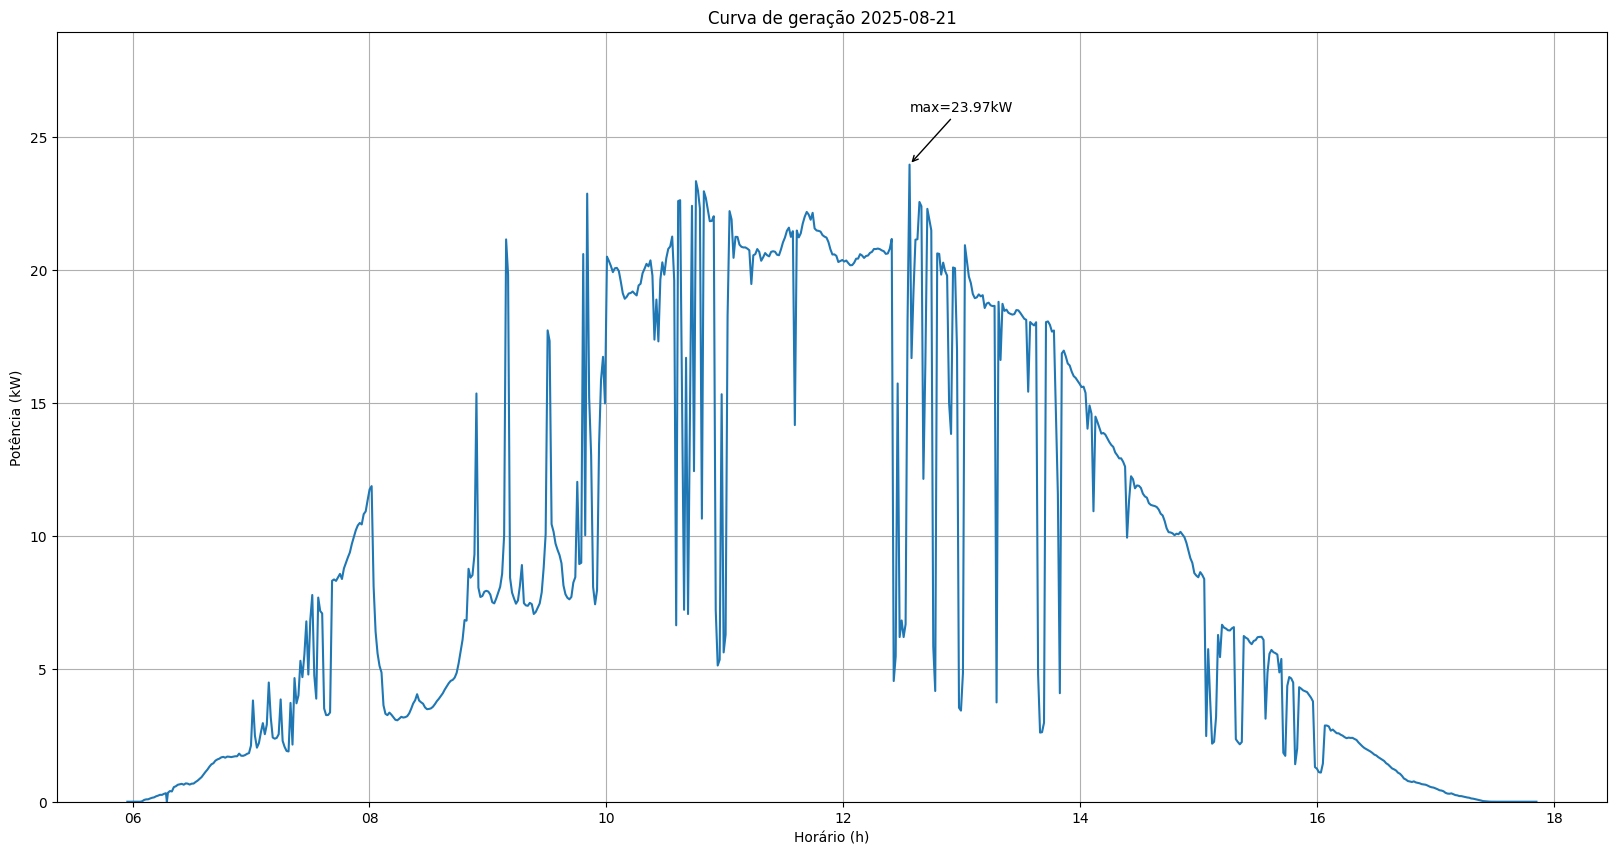 Curva de geração 2025-08-21
max=23.97kW
25
20
15
10
5
0
Potência (kW)
06 08 10 12 14 16 18
Horário (h)